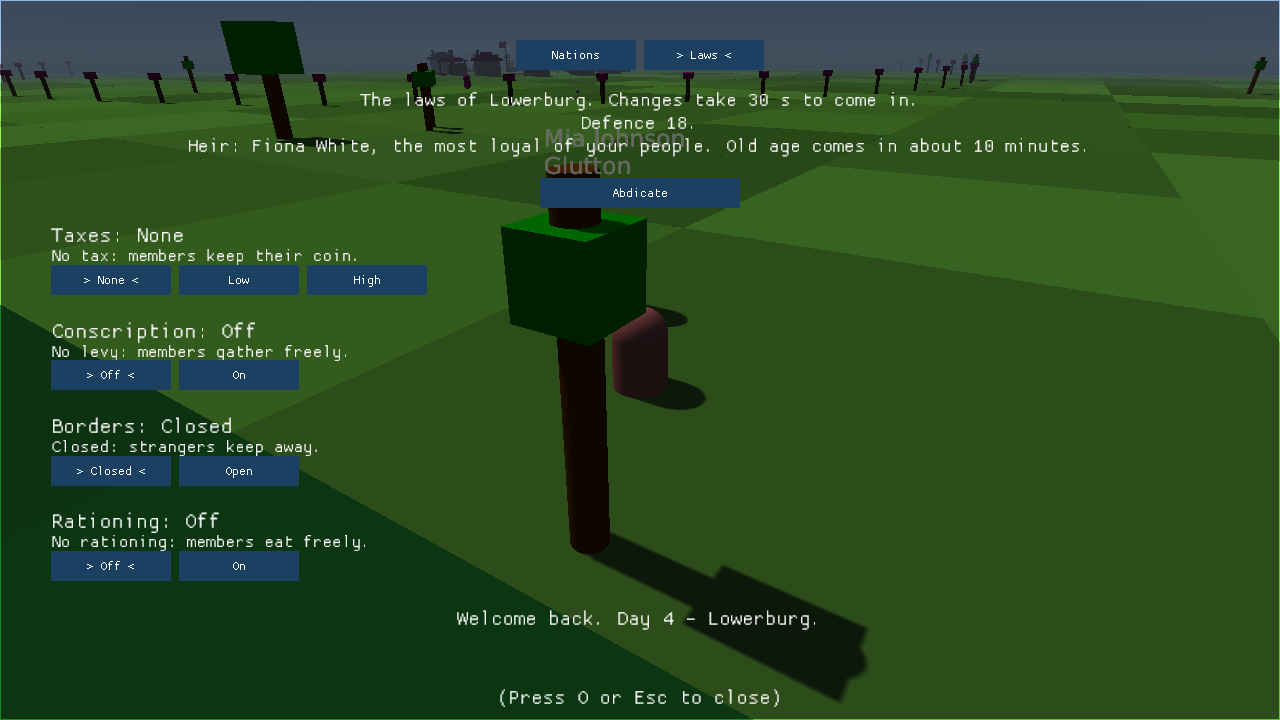 Nations
> Laws <
The laws of Lowerburg. Changes take 30 s to come in.
Defence 18.
Mia Johnson
Heir: Fiona White, the most loyal of your people. Old age comes in about 10 minutes.
Glutton
Abdicate
Taxes: None
No tax: members keep their coin.
> None <
Low
High
Conscription: Off
No levy: members gather freely.
> Off <
On
Borders: Closed
Closed: strangers keep away.
> Closed <
Open
Rationing: Off
No rationing: members eat freely.
> Off <
On
Welcome back. Day 4 - Lowerburg.
(Press O or Esc to close)